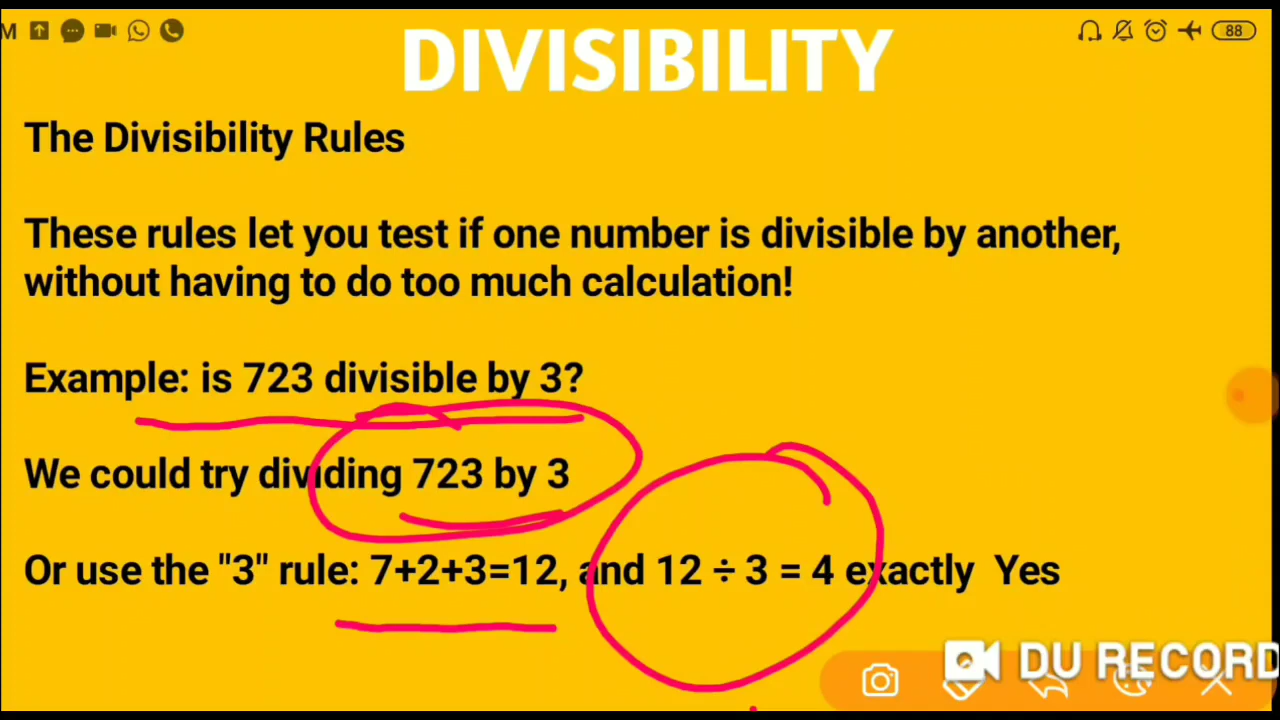 M
88
DIVISIBILITY
The Divisibility Rules
These rules let you test if one number is divisible by another,
without having to do too much calculation!
Example: is 723 divisible by 3?
We could try dividing 723 by 3
Or use the "3" rule: 7+2+3=12, and 12 ÷ 3 = 4 exactly Yes
DU RECORD